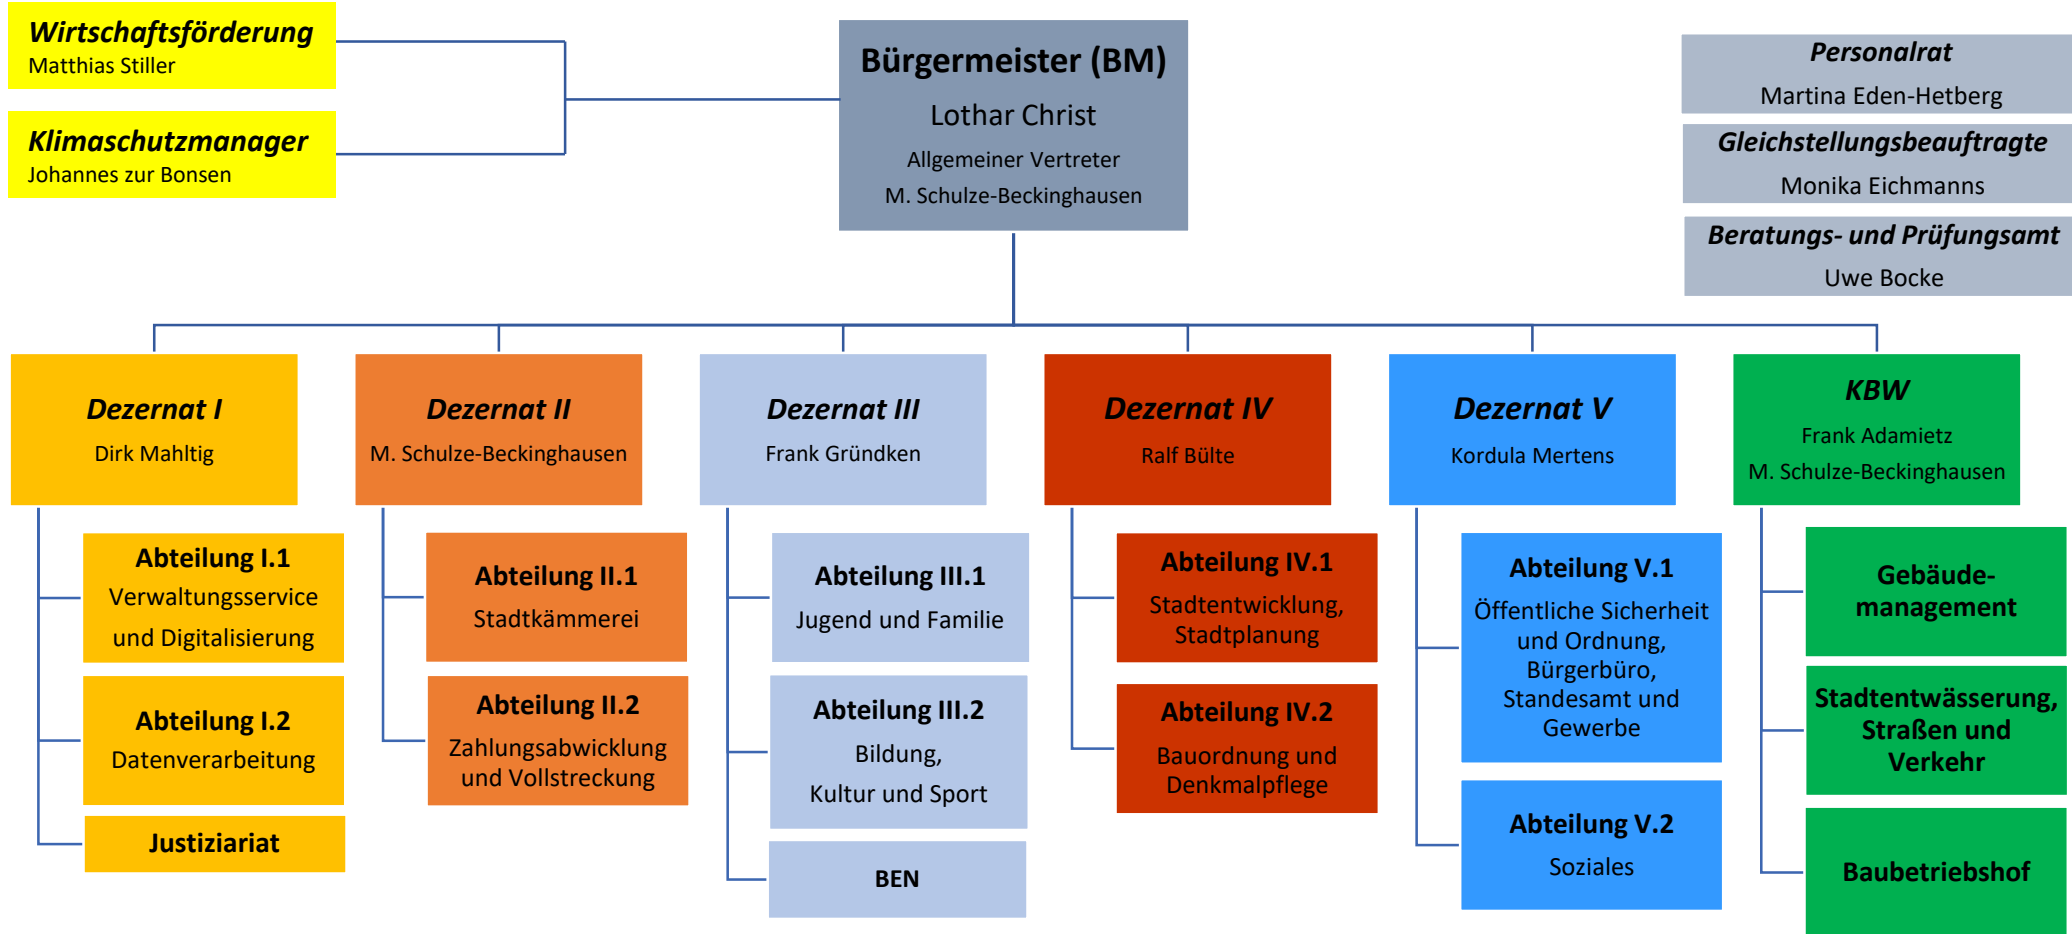 Wirtschaftsförderung
Matthias Stiller
Klimaschutzmanager
Johannes zur Bonsen
Bürgermeister (BM)
Lothar Christ
Allgemeiner Vertreter
M. Schulze-Beckinghausen
Personalrat
Martina Eden-Hetberg
Gleichstellungsbeauftragte
Monika Eichmanns
Beratungs- und Prüfungsamt
Uwe Bocke
Dezernat I
Dirk Mahltig
Abteilung I.1
Verwaltungsservice
und Digitalisierung
Abteilung I.2
Datenverarbeitung
Justiziariat
Dezernat II
M. Schulze-Beckinghausen
Abteilung II.1
Stadtkämmerei
Abteilung II.2
Zahlungsabwicklung
und Vollstreckung
Dezernat III
Frank Gründken
Abteilung III.1
Jugend und Familie
Abteilung III.2
Bildung,
Kultur und Sport
BEN
Dezernat IV
Ralf Bülte
Abteilung IV.1
Stadtentwicklung,
Stadtplanung
Abteilung IV.2
Bauordnung und
Denkmalpflege
Dezernat V
Kordula Mertens
Abteilung V.1
Öffentliche Sicherheit
und Ordnung,
Bürgerbüro,
Standesamt und
Gewerbe
Abteilung V.2
Soziales
KBW
Frank Adamietz
M. Schulze-Beckinghausen
Gebäude-
management
Stadtentwässerung,
Straßen und
Verkehr
Baubetriebshof